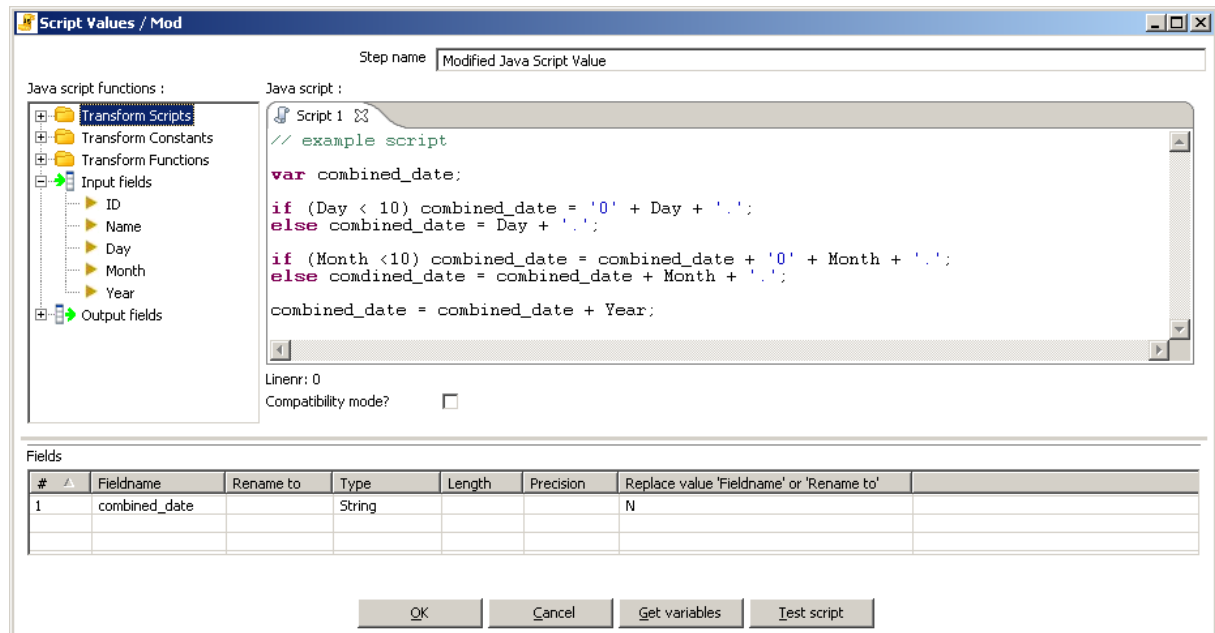 Script Values / Mod
Step name Modified Java Script Value
Java script functions :
Java script :
Transform Scripts
Transform Constants
Transform Functions
Input fields
ID
Name
Day
Month
Year
Output fields
Script 1
// example script
var combined_date;
if (Day < 10) combined_date = '0' + Day + '.';
else combined_date = Day + '.';
if (Month <10) combined_date = combined_date + '0' + Month + '.';
else comdined_date = combined_date + Month + '.';
combined_date = combined_date + Year;
Linenr: 0
Compatibility mode?
Fields
# Fieldname Rename to Type Length Precision Replace value 'Fieldname' or 'Rename to'
1 combined_date String N
OK Cancel Get variables Test script